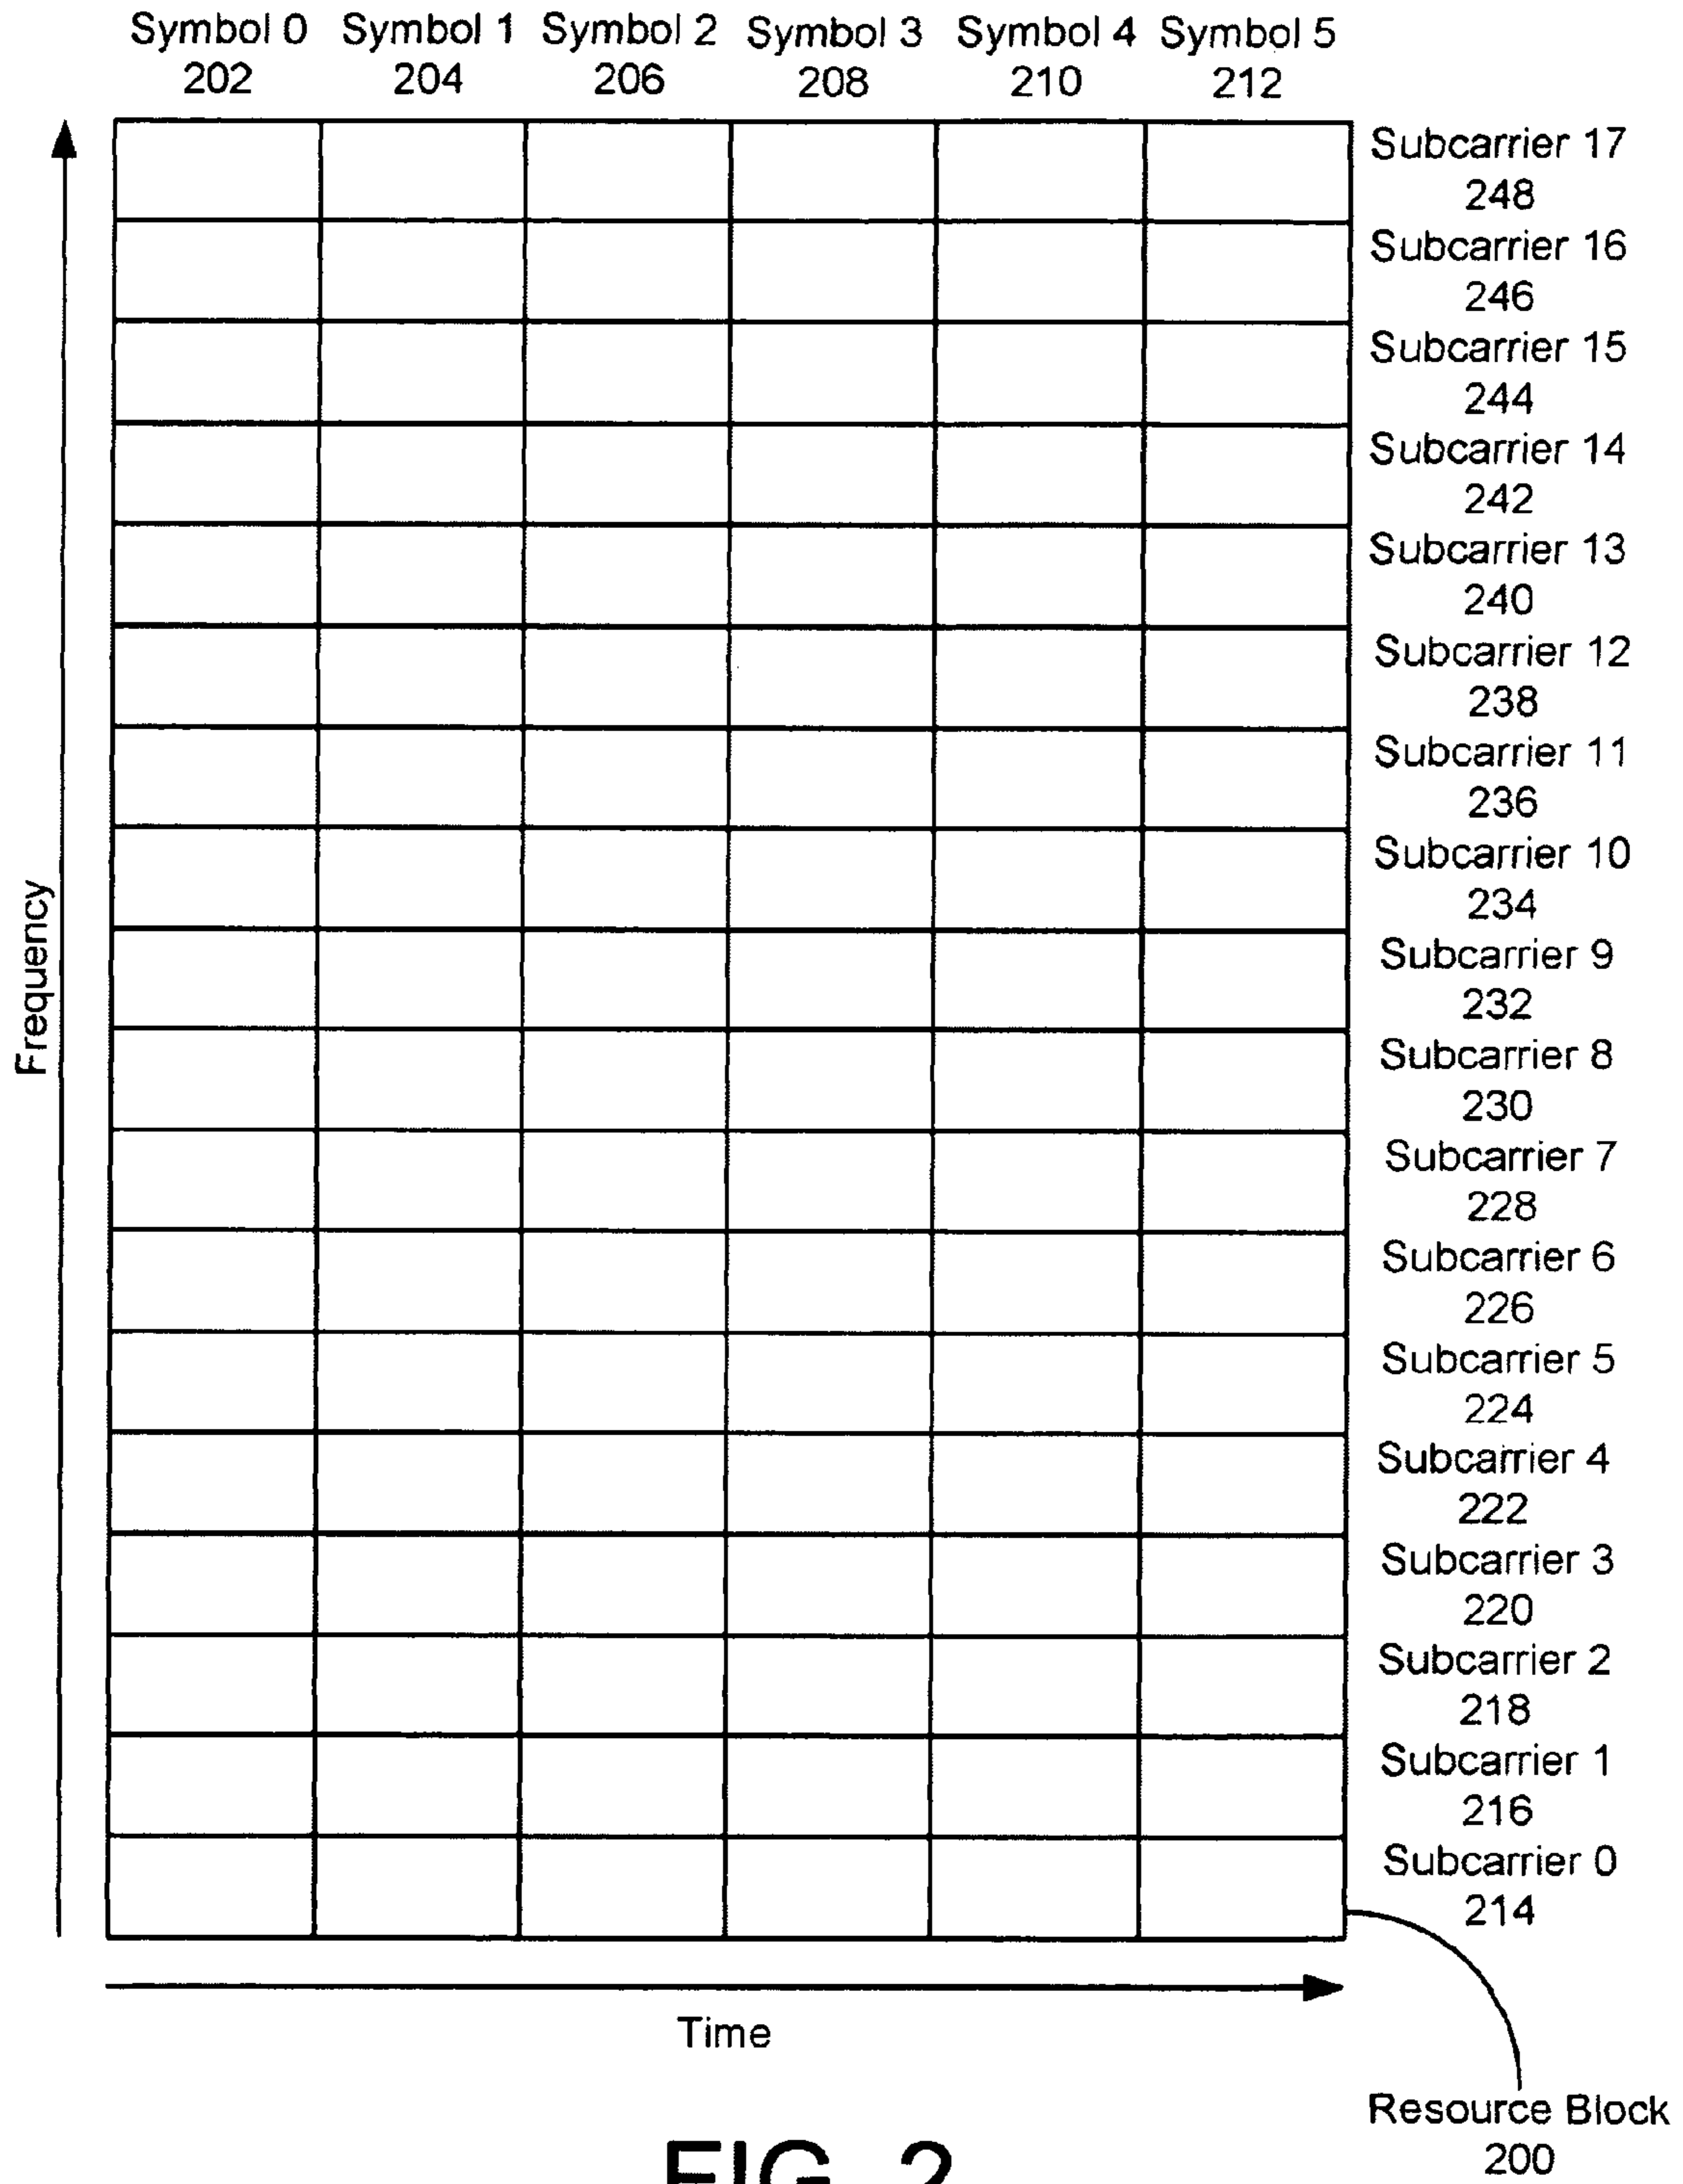 Symbol 0 Symbol 1 Symbol 2 Symbol 3 Symbol 4 Symbol 5
202 204 206 208 210 212
Subcarrier 17
248
Subcarrier 16
246
Subcarrier 15
244
Subcarrier 14
242
Subcarrier 13
240
Subcarrier 12
238
Subcarrier 11
236
Subcarrier 10
234
Subcarrier 9
232
Subcarrier 8
230
Subcarrier 7
228
Subcarrier 6
226
Subcarrier 5
224
Subcarrier 4
222
Subcarrier 3
220
Subcarrier 2
218
Subcarrier 1
216
Subcarrier 0
214
Frequency
Time
Resource Block
200
FIG. 2